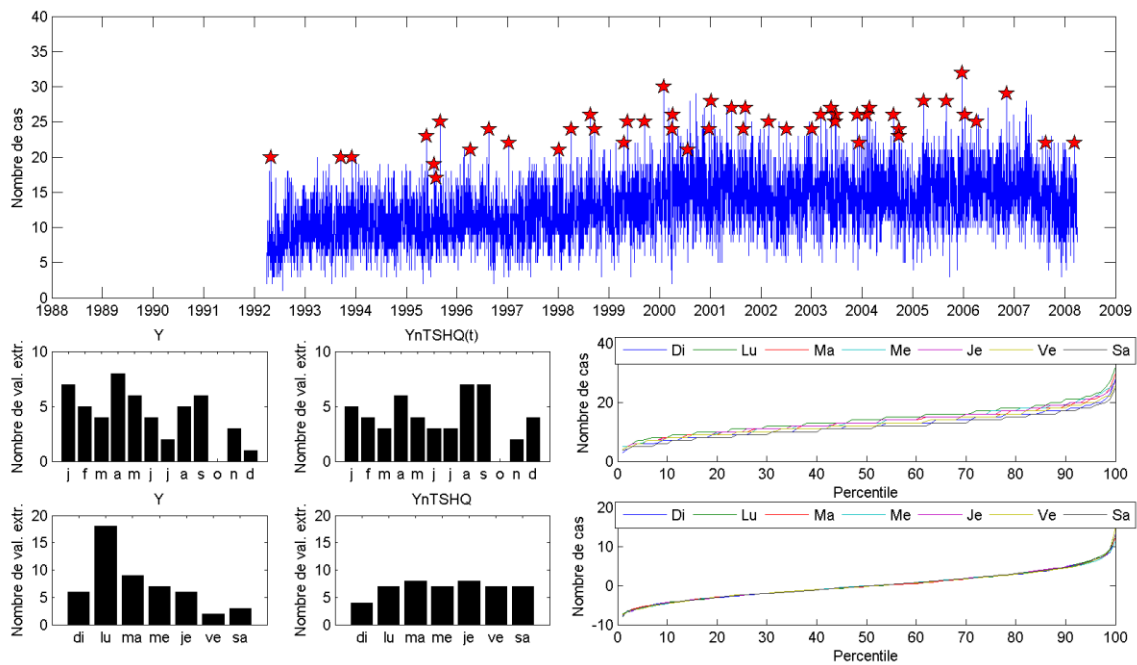 Nombre de cas
40
35
30
25
20
15
10
5
0
1988 1989 1990 1991 1992 1993 1994 1995 1996 1997 1998 1999 2000 2001 2002 2003 2004 2005 2006 2007 2008 2009
Y
Nombre de val. extr.
10
5
0
j f m a m j j a s o n d
YnTSHQ(t)
Nombre de val. extr.
10
5
0
j f m a m j j a s o n d
Di Lu Ma Me Je Ve Sa
Nombre de cas
40
20
0
0 10 20 30 40 50 60 70 80 90 100
Percentile
Y
Nombre de val. extr.
20
15
10
5
0
di lu ma me je ve sa
YnTSHQ
Nombre de val. extr.
20
15
10
5
0
di lu ma me je ve sa
Di Lu Ma Me Je Ve Sa
Nombre de cas
20
10
0
-10
0 10 20 30 40 50 60 70 80 90 100
Percentile